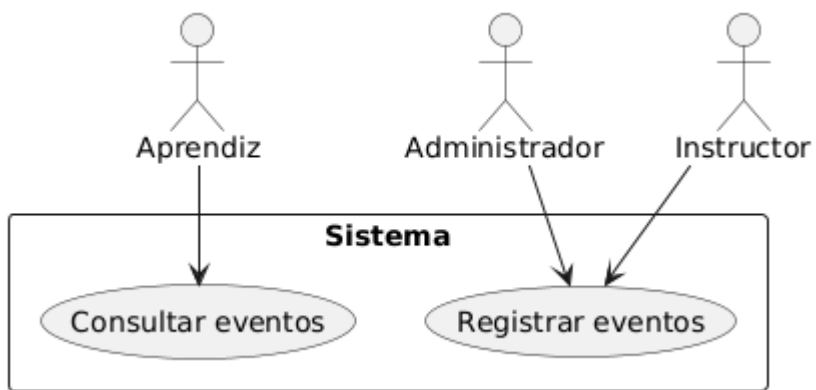 Aprendiz
Administrador
Instructor
Sistema
Consultar eventos
Registrar eventos